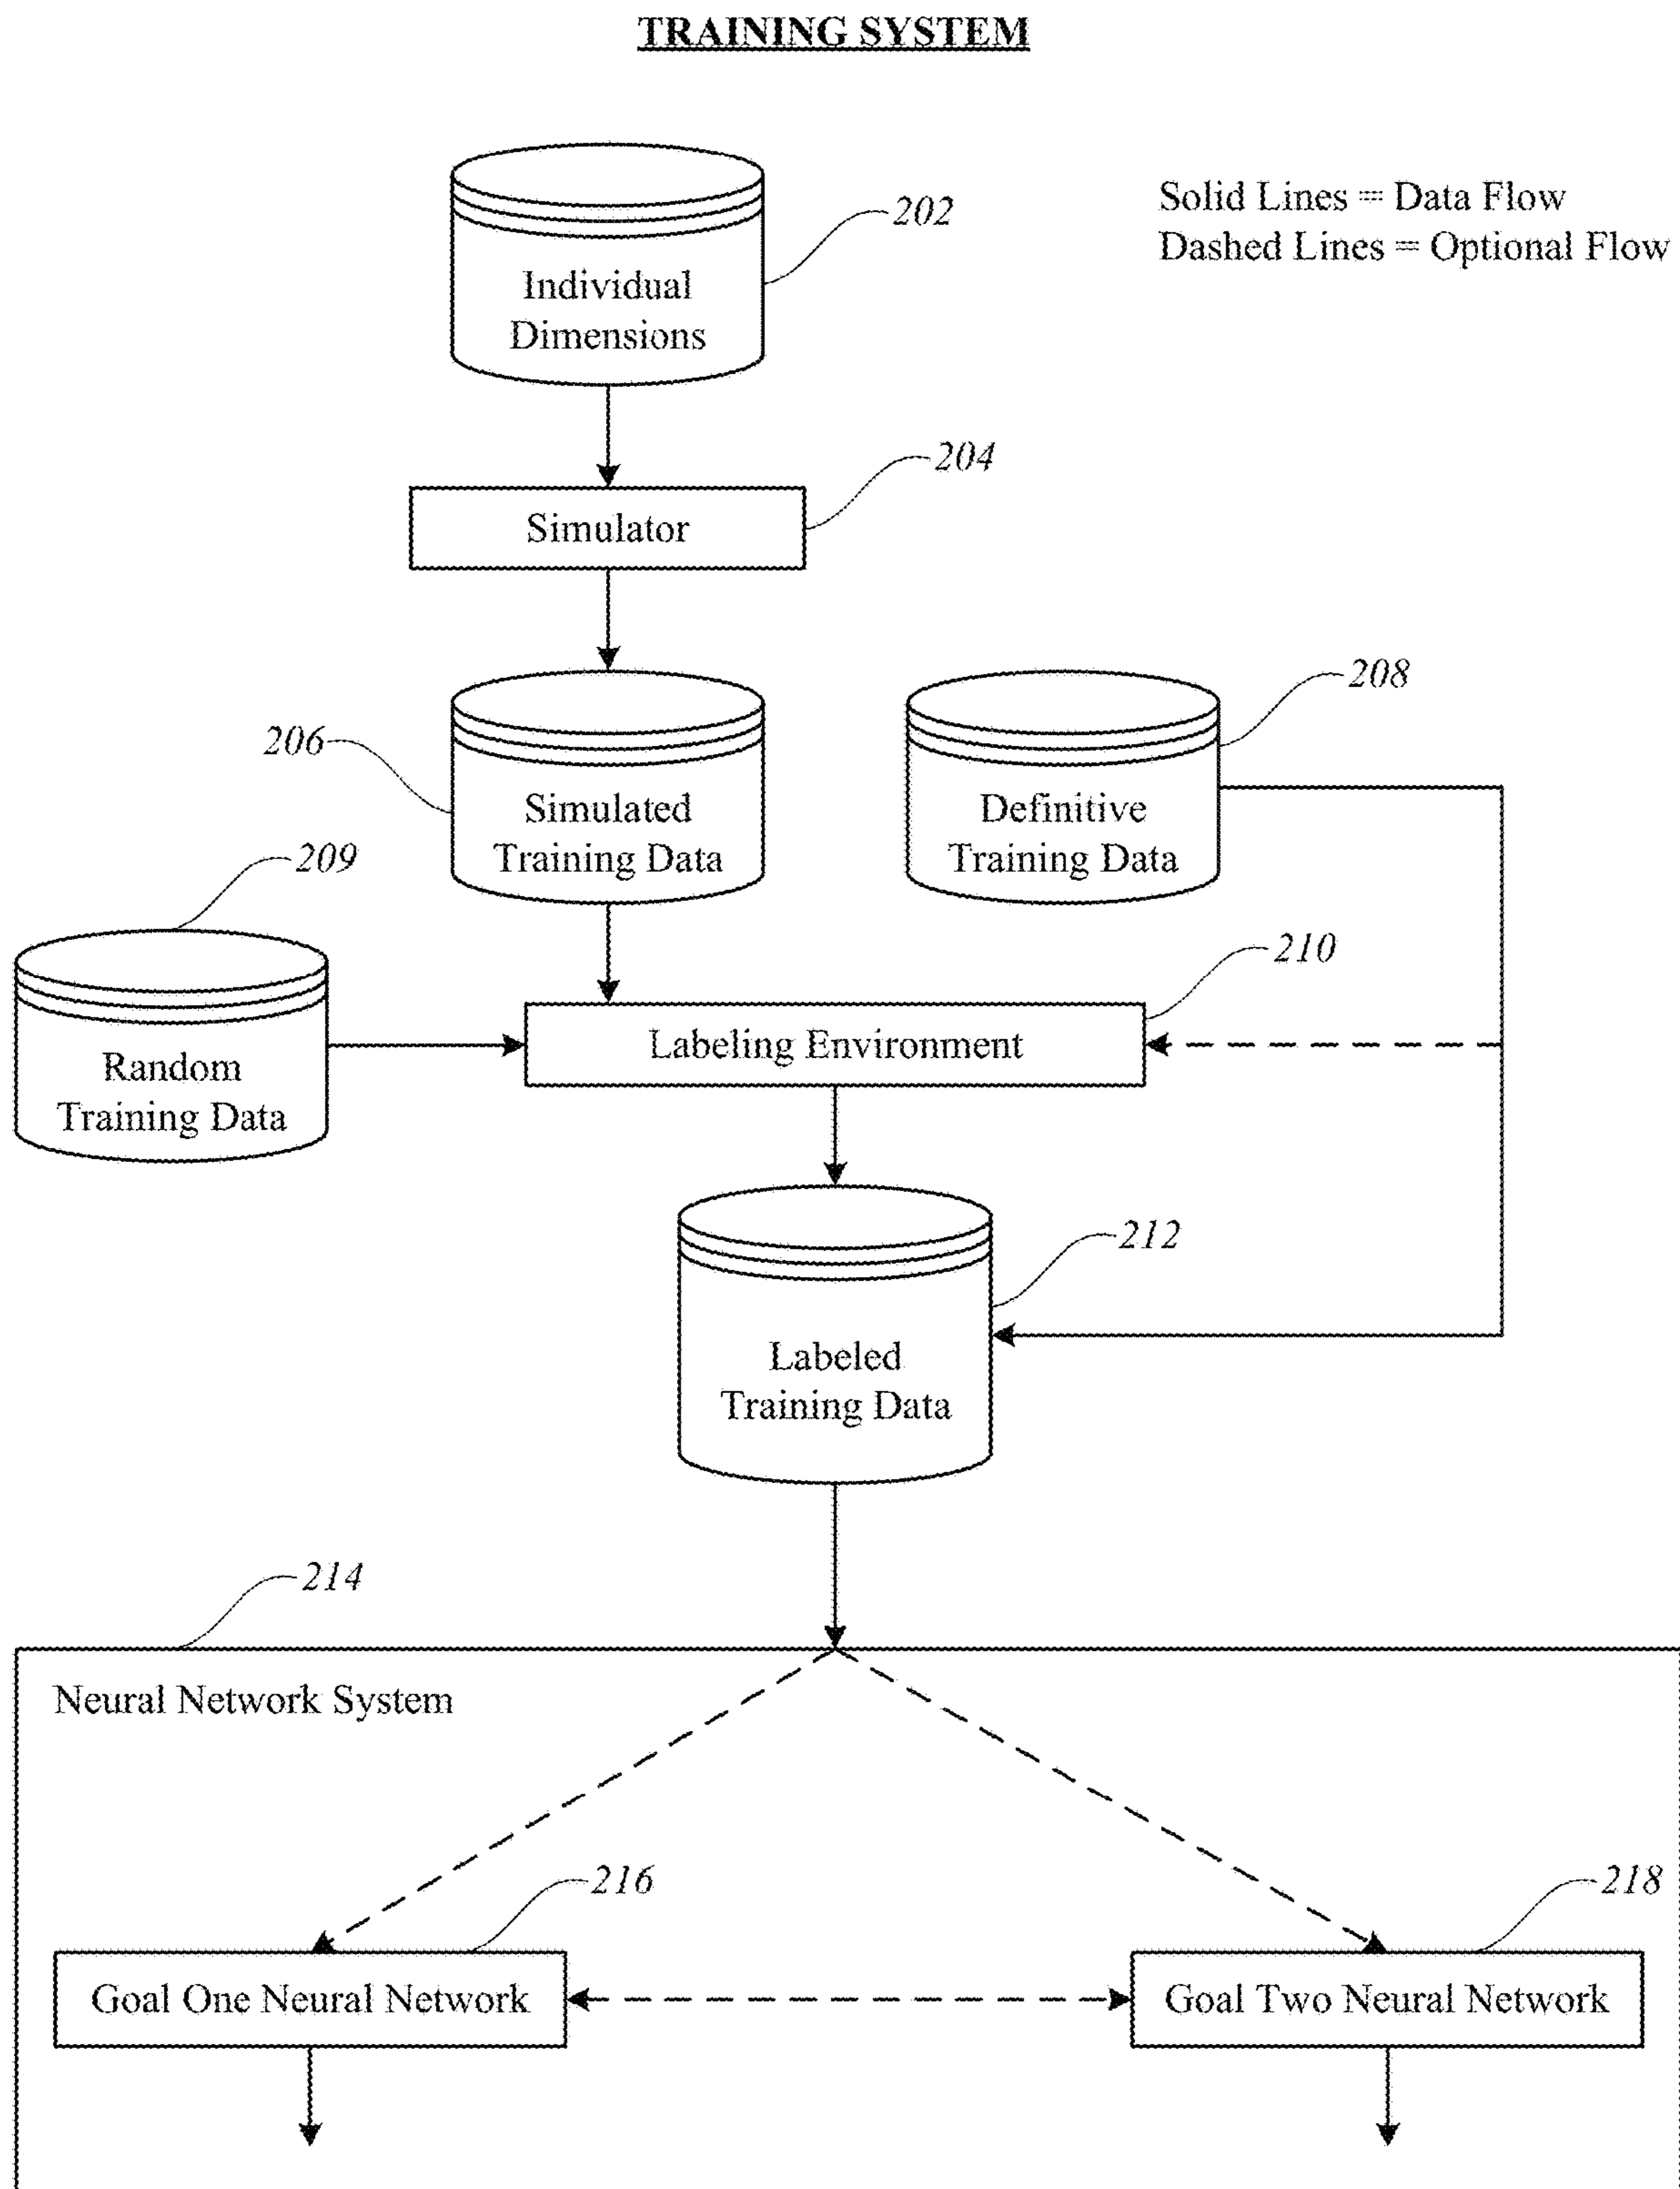 TRAINING SYSTEM
202
Solid Lines = Data Flow
Dashed Lines = Optional Flow
Individual
Dimensions
204
Simulator
208
206
Simulated
Training Data
Definitive
Training Data
209
210
Labeling Environment
Random
Training Data
212
Labeled
Training Data
214
Neural Network System
216
218
Goal One Neural Network
Goal Two Neural Network